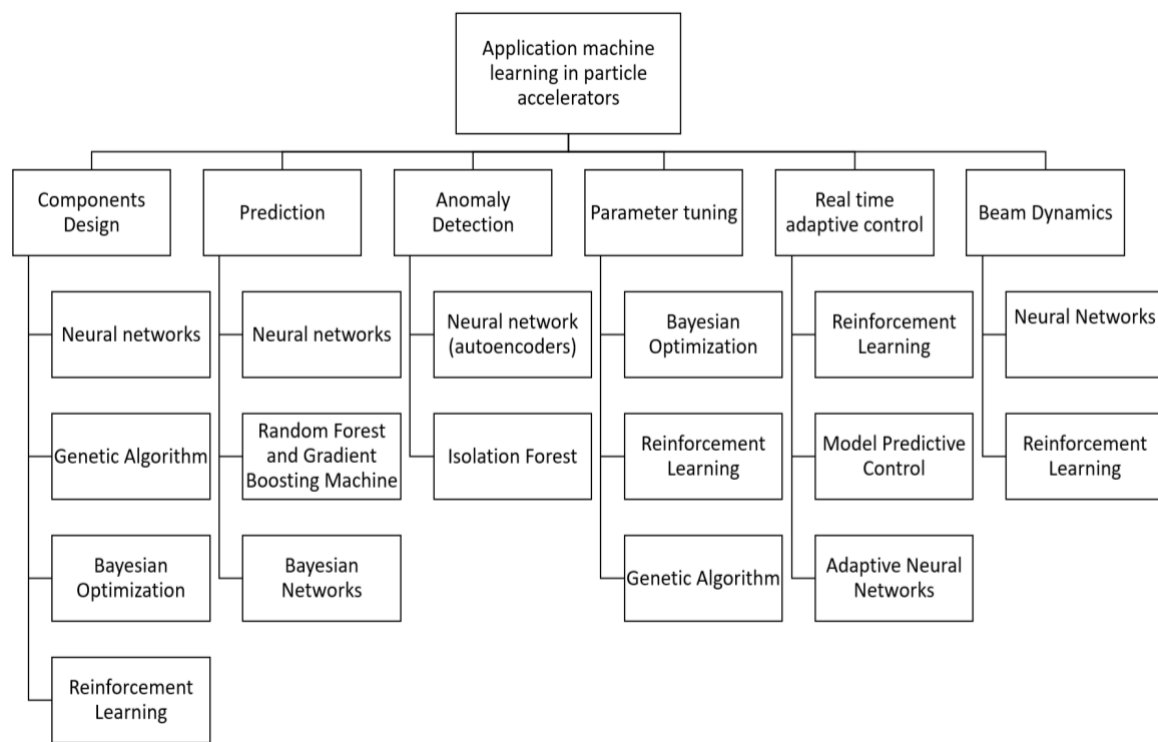 Application machine
learning in particle
accelerators
Components
Design
Prediction
Anomaly
Detection
Parameter tuning
Real time
adaptive control
Beam Dynamics
Neural networks
Genetic Algorithm
Bayesian
Optimization
Reinforcement
Learning
Neural networks
Random Forest
and Gradient
Boosting Machine
Bayesian
Networks
Neural network
(autoencoders)
Isolation Forest
Bayesian
Optimization
Reinforcement
Learning
Genetic Algorithm
Reinforcement
Learning
Model Predictive
Control
Adaptive Neural
Networks
Neural Networks
Reinforcement
Learning